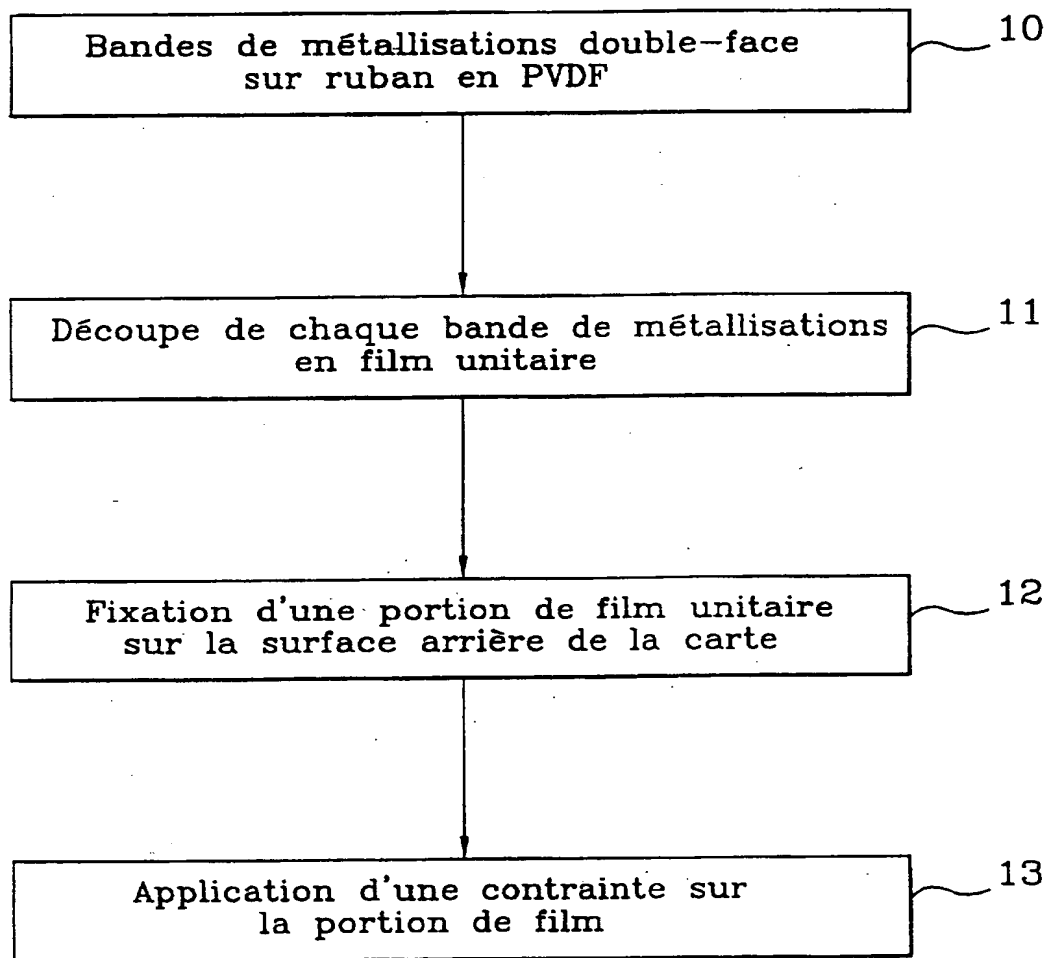 Bandes de métallisations double-face
sur ruban en PVDF
10
Découpe de chaque bande de métallisations
en film unitaire
11
Fixation d'une portion de film unitaire
sur la surface arrière de la carte
12
Application d'une contrainte sur
la portion de film
13